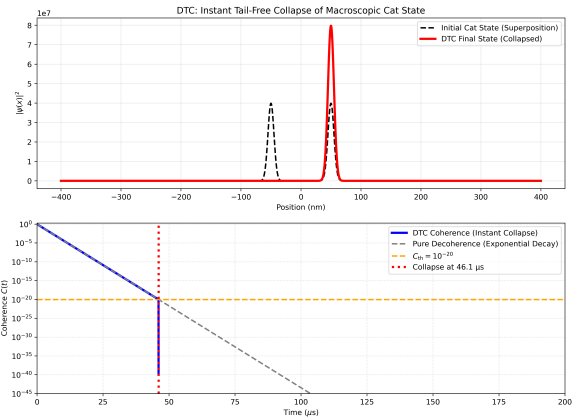 DTC: Instant Tail-Free Collapse of Macroscopic Cat State
1e7
8
7
6
5
4
3
2
1
0
|ψ(x)|²
Initial Cat State (Superposition)
DTC Final State (Collapsed)
−400 −300 −200 −100 0 100 200 300 400
Position (nm)
10⁰
10⁻⁵
10⁻¹⁰
10⁻¹⁵
10⁻²⁰
10⁻²⁵
10⁻³⁰
10⁻³⁵
10⁻⁴⁰
10⁻⁴⁵
Coherence C(t)
DTC Coherence (Instant Collapse)
Pure Decoherence (Exponential Decay)
Cth = 10⁻²⁰
Collapse at 46.1 μs
0 25 50 75 100 125 150 175 200
Time (μs)